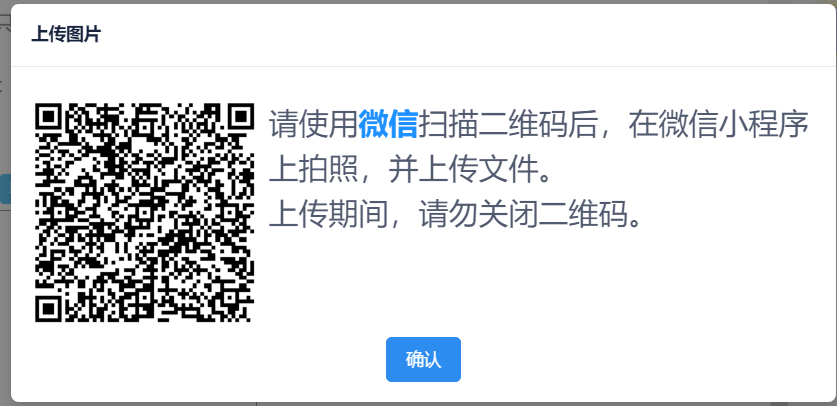 上传图片
请使用微信扫描二维码后，在微信小程序
上拍照，并上传文件。
上传期间，请勿关闭二维码。
确认